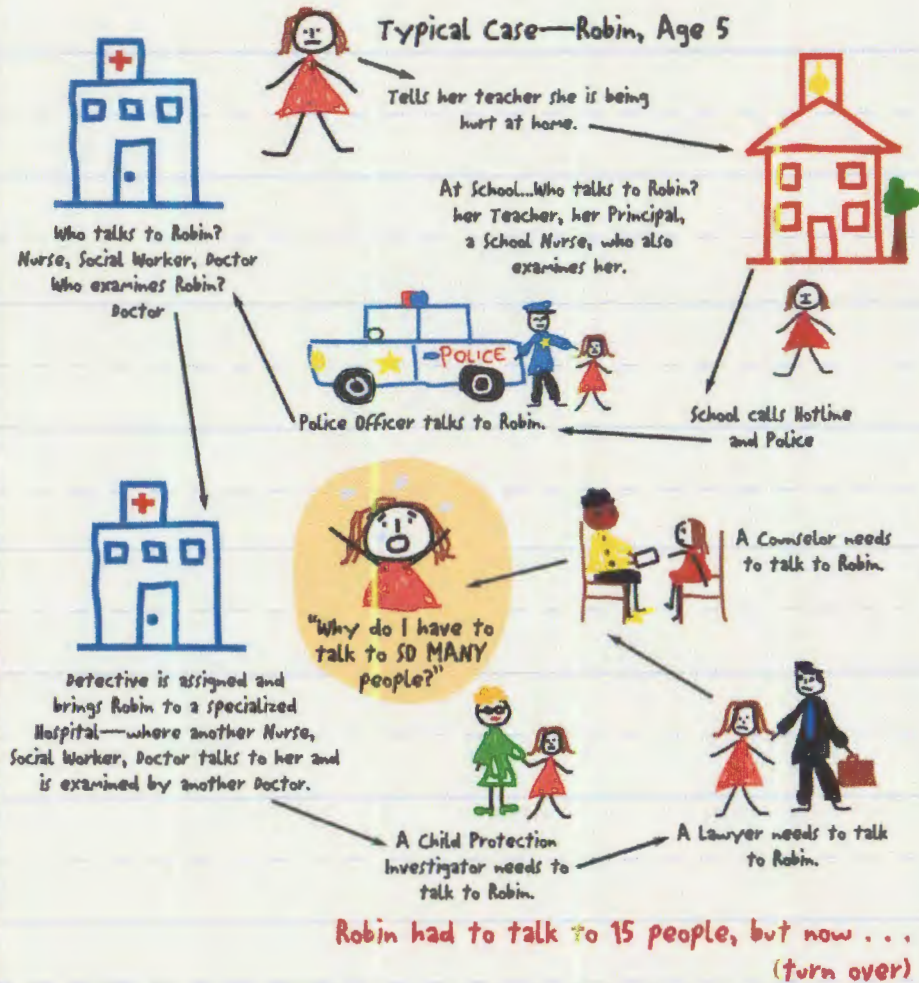 Typical Case—Robin, Age 5
Tells her teacher she is being
hurt at home.
At School...Who talks to Robin?
her Teacher, her Principal,
a School Nurse, who also
examines her.
School calls Hotline
and Police
POLICE
Police Officer talks to Robin.
Who talks to Robin?
Nurse, Social Worker, Doctor
Who examines Robin?
Doctor
Detective is assigned and
brings Robin to a specialized
Hospital—where another Nurse,
Social Worker, Doctor talks to her and
is examined by another Doctor.
A Child Protection
Investigator needs to
talk to Robin.
A Lawyer needs to talk
to Robin.
A Counselor needs
to talk to Robin.
"Why do I have to
talk to SO MANY
people?"
Robin had to talk to 15 people, but now . . .
(turn over)